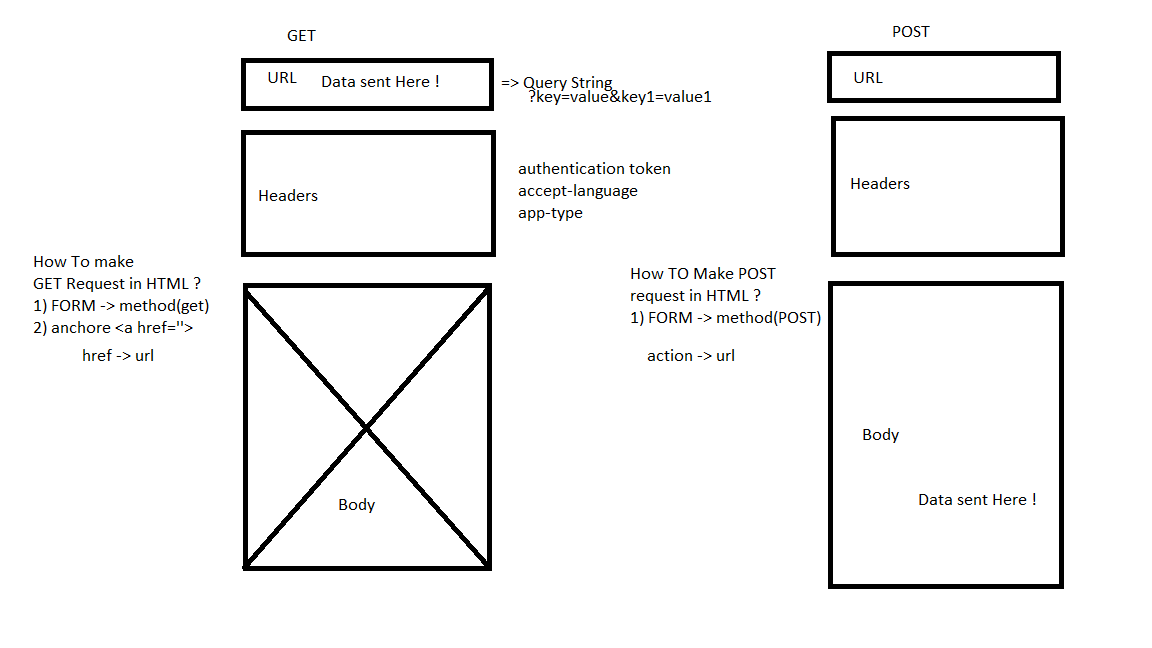 GET
URL
Data sent Here !
=> Query String
?key=value&key1=value1
Headers
authentication token
accept-language
app-type
How To make
GET Request in HTML ?
1) FORM -> method(get)
2) anchore <a href=''>
href -> url
Body
POST
URL
Headers
How TO Make POST
request in HTML ?
1) FORM -> method(POST)
action -> url
Body
Data sent Here !